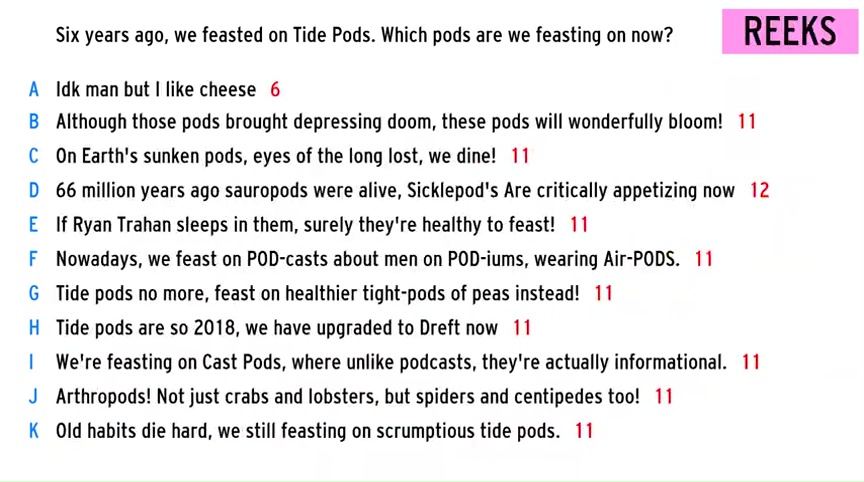 Six years ago, we feasted on Tide Pods. Which pods are we feasting on now?
REEKS
A Idk man but I like cheese 6
B Although those pods brought depressing doom, these pods will wonderfully bloom! 11
C On Earth's sunken pods, eyes of the long lost, we dine! 11
D 66 million years ago sauropods were alive, Sicklepod's Are critically appetizing now 12
E If Ryan Trahan sleeps in them, surely they're healthy to feast! 11
F Nowadays, we feast on POD-casts about men on POD-iums, wearing Air-PODS. 11
G Tide pods no more, feast on healthier tight-pods of peas instead! 11
H Tide pods are so 2018, we have upgraded to Dreft now 11
I We're feasting on Cast Pods, where unlike podcasts, they're actually informational. 11
J Arthropods! Not just crabs and lobsters, but spiders and centipedes too! 11
K Old habits die hard, we still feasting on scrumptious tide pods. 11